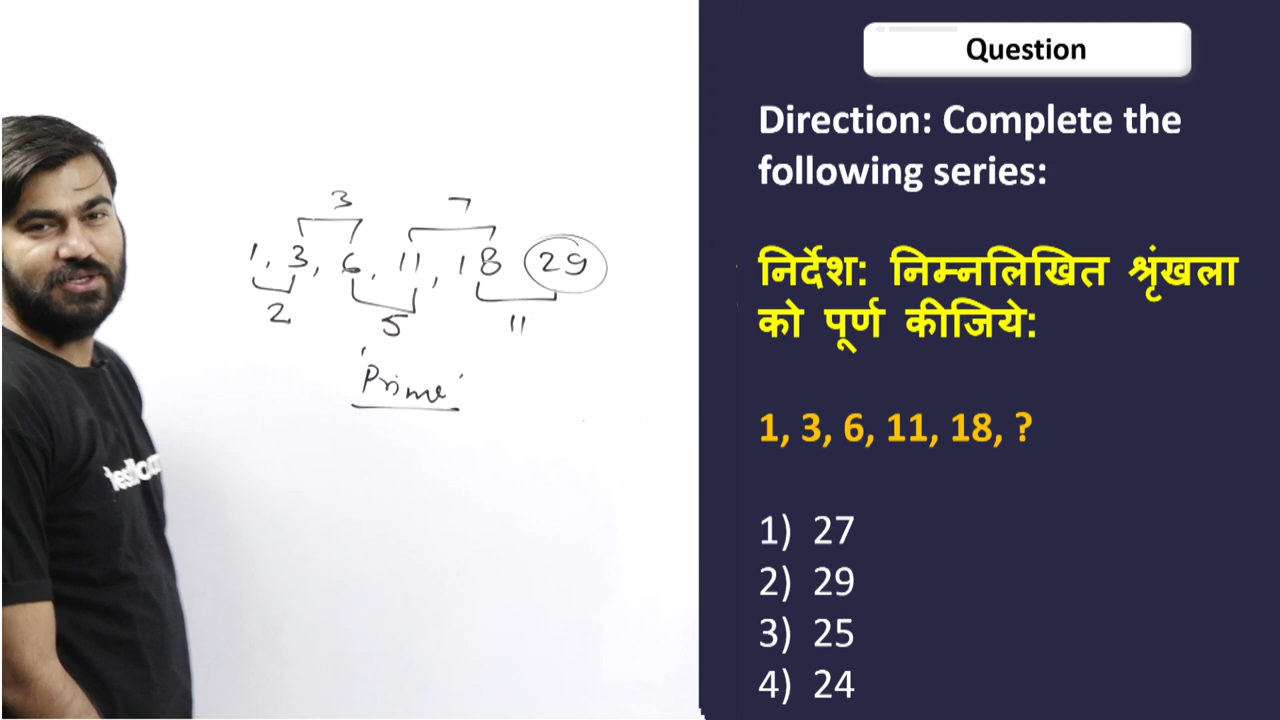 3 7
1, 3, 6, 11, 18 29
2 5 11
'Prime'
Question
Direction: Complete the
following series:
निर्देश: निम्नलिखित श्रृंखला
को पूर्ण कीजिये:
1, 3, 6, 11, 18, ?
1) 27
2) 29
3) 25
4) 24